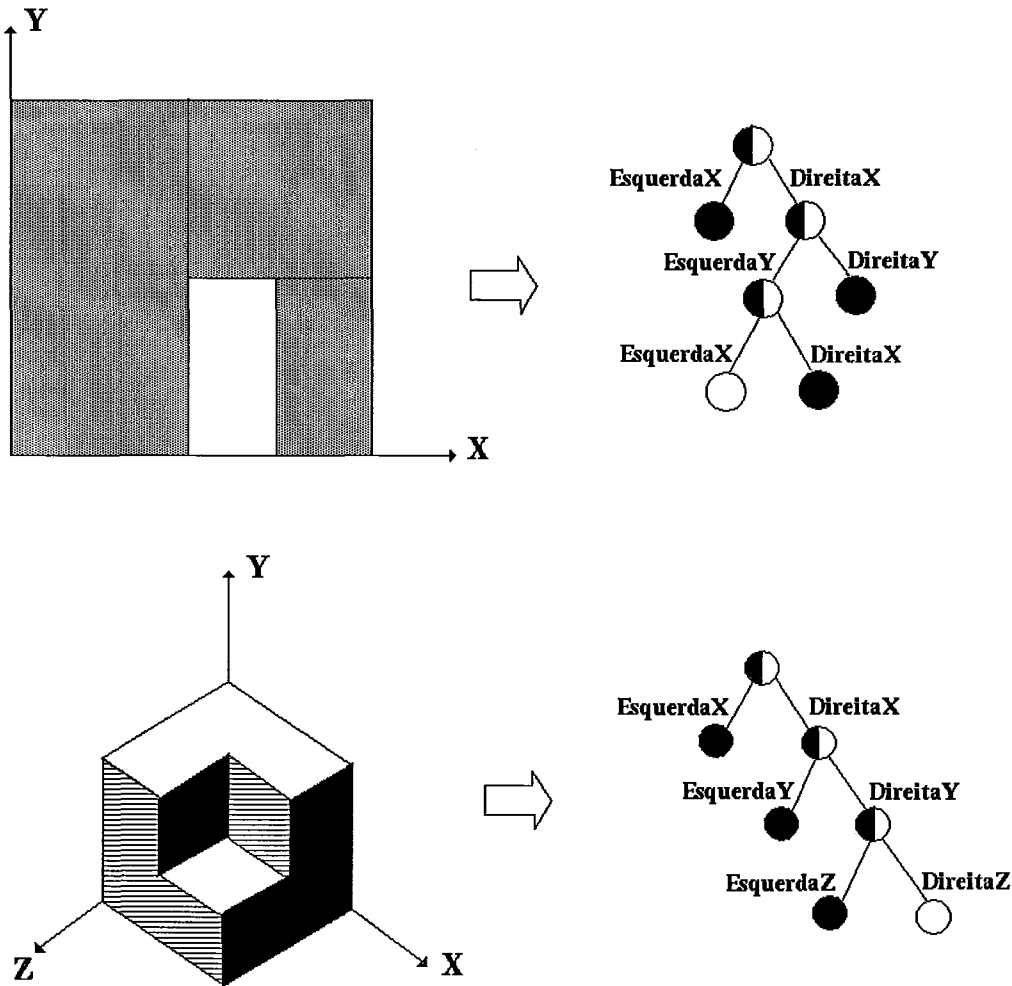 Y
EsquerdaX DireitaX
EsquerdaY DireitaY
EsquerdaX DireitaX
X
Y
EsquerdaX DireitaX
EsquerdaY DireitaY
EsquerdaZ DireitaZ
Z X